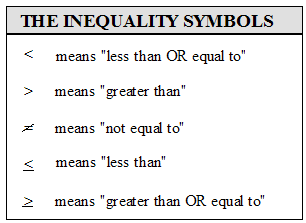 THE INEQUALITY SYMBOLS
< means "less than OR equal to"
> means "greater than"
≠ means "not equal to"
≤ means "less than"
≥ means "greater than OR equal to"